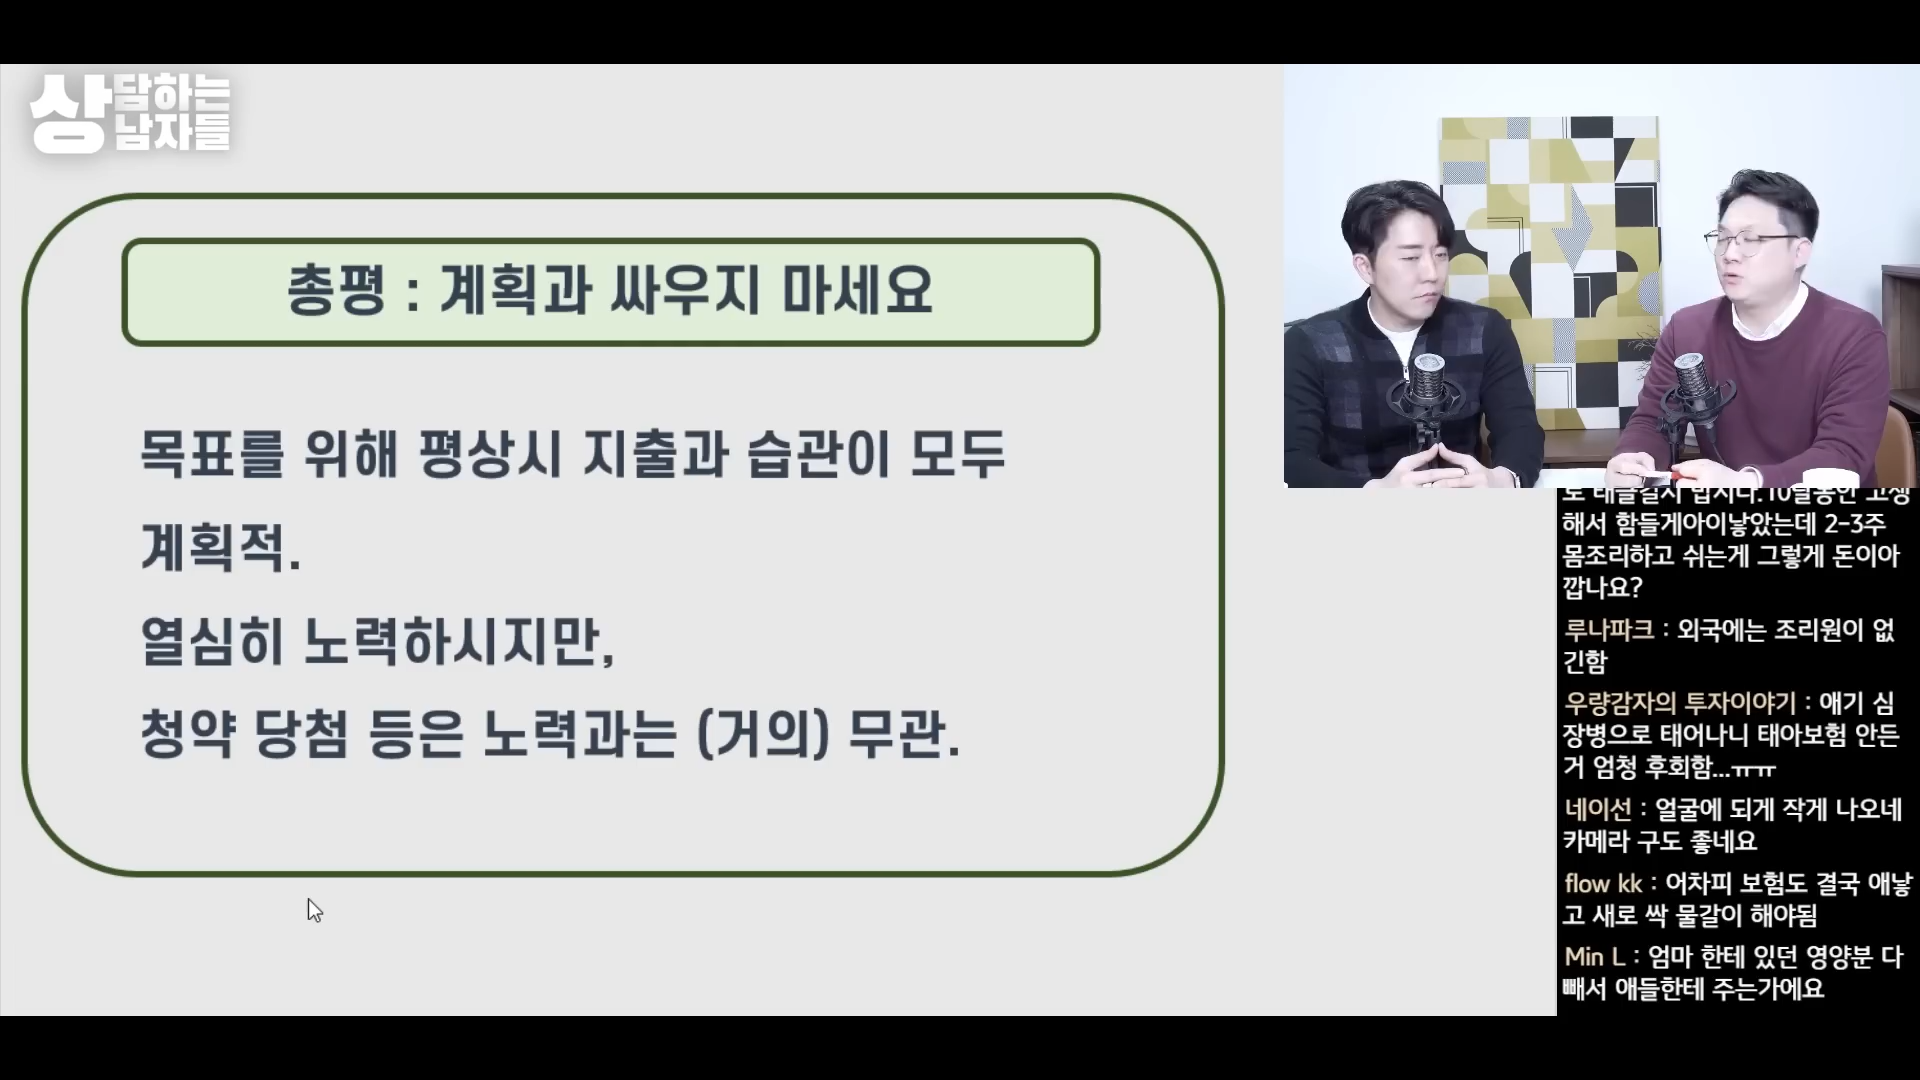 상담하는
남자들
총평 : 계획과 싸우지 마세요
목표를 위해 평상시 지출과 습관이 모두
계획적.
열심히 노력하시지만,
청약 당첨 등은 노력과는 (거의) 무관.
해서 함들게아이낳았는데 2-3주
몸조리하고 쉬는게 그렇게 돈이아
깝나요?
루나파크 : 외국에는 조리원이 없
긴함
우량감자의 투자이야기 : 애기 심
장병으로 태어나니 태아보험 안든
거 엄청 후회함...ㅠㅠ
네이선 : 얼굴에 되게 작게 나오네
카메라 구도 좋네요
flow kk : 어차피 보험도 결국 애낳
고 새로 싹 물갈이 해야됨
Min L : 엄마 한테 있던 영양분 다
빼서 애들한테 주는가에요